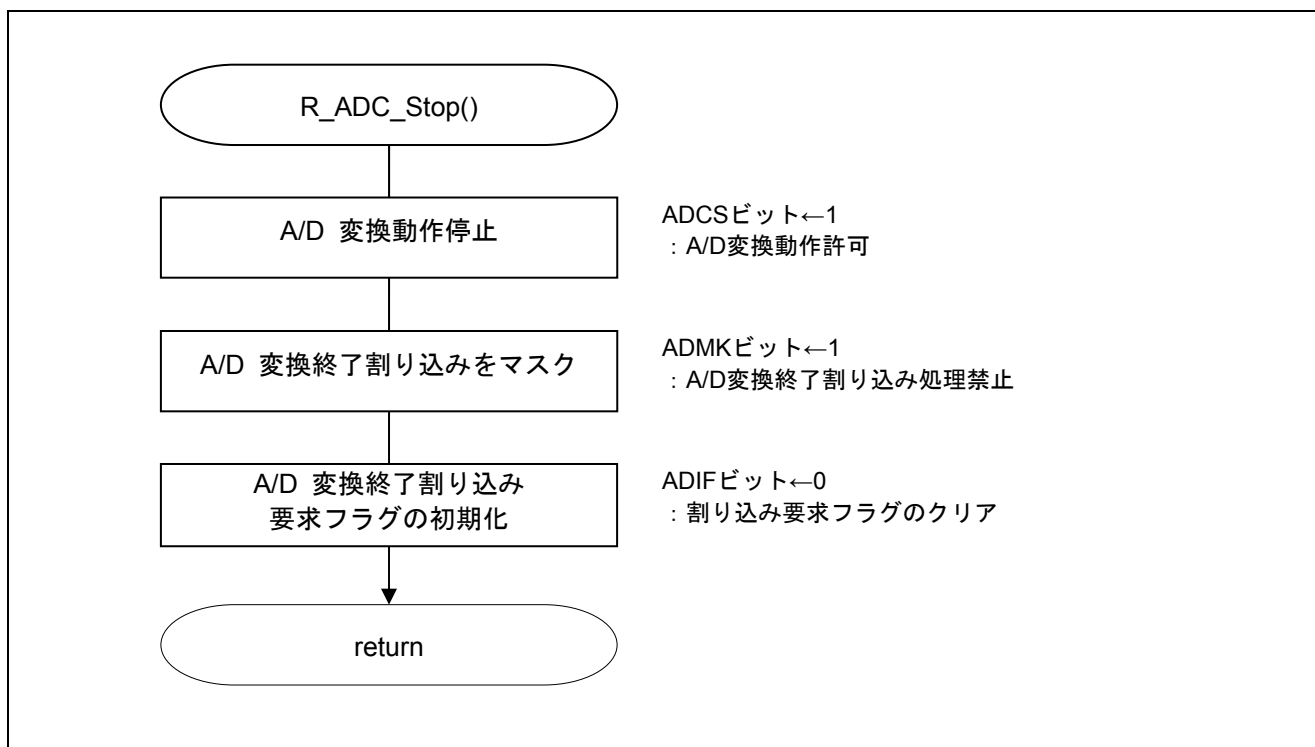 R_ADC_Stop()
A/D 変換動作停止
ADCSビット←1
：A/D変換動作許可
A/D 変換終了割り込みをマスク
ADMKビット←1
：A/D変換終了割り込み処理禁止
A/D 変換終了割り込み
要求フラグの初期化
ADIFビット←0
：割り込み要求フラグのクリア
return